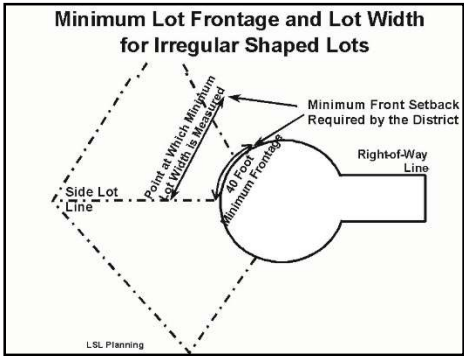 Minimum Lot Frontage and Lot Width
for Irregular Shaped Lots
Point at Which Minimum
Lot Width is Measured
Minimum Front Setback
Required by the District
Right-of-Way
Line
40 Foot
Minimum Frontage
Side Lot
Line
LSL Planning